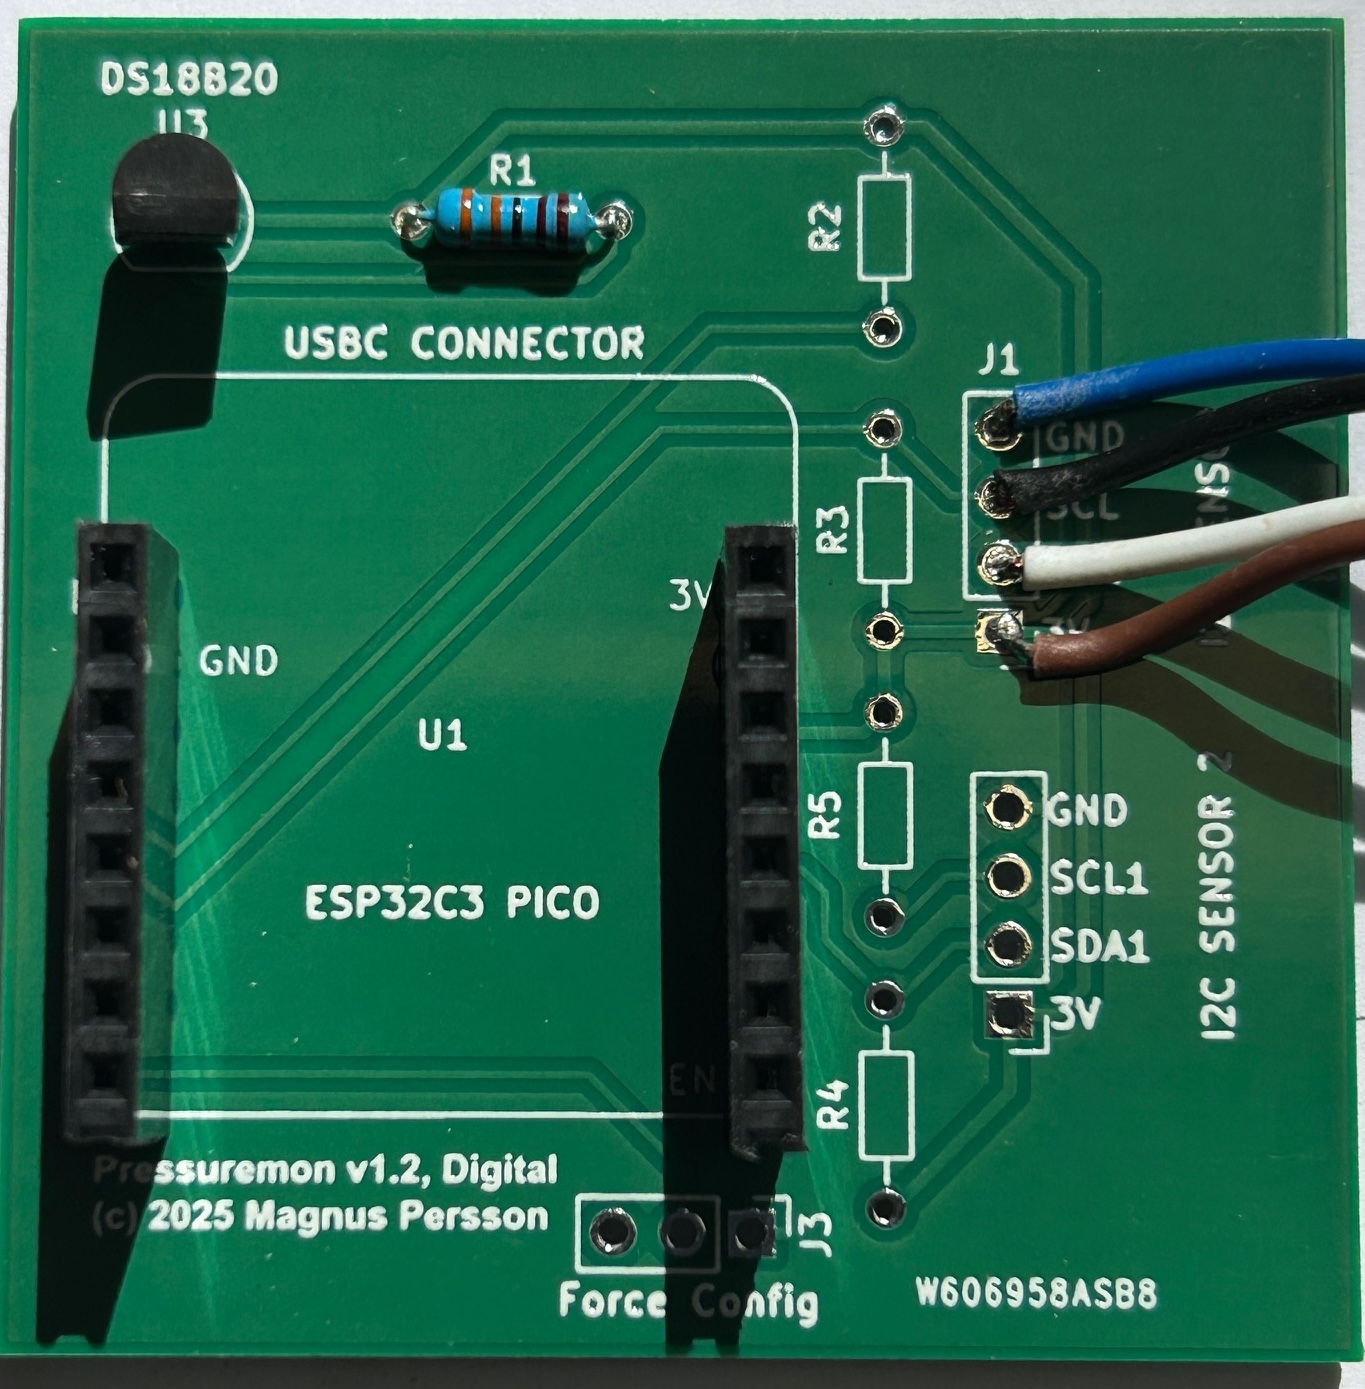 DS18B20
U3
R1
R2
USBC CONNECTOR
J1
GND
SCL
R3
3V
3V
GND
U1
R5
GND
SCL1
SDA1
3V
I2C SENSOR 2
ESP32C3 PICO
EN
R4
Pressuremon v1.2, Digital
(c) 2025 Magnus Persson
J3
Force Config
W606958ASB8